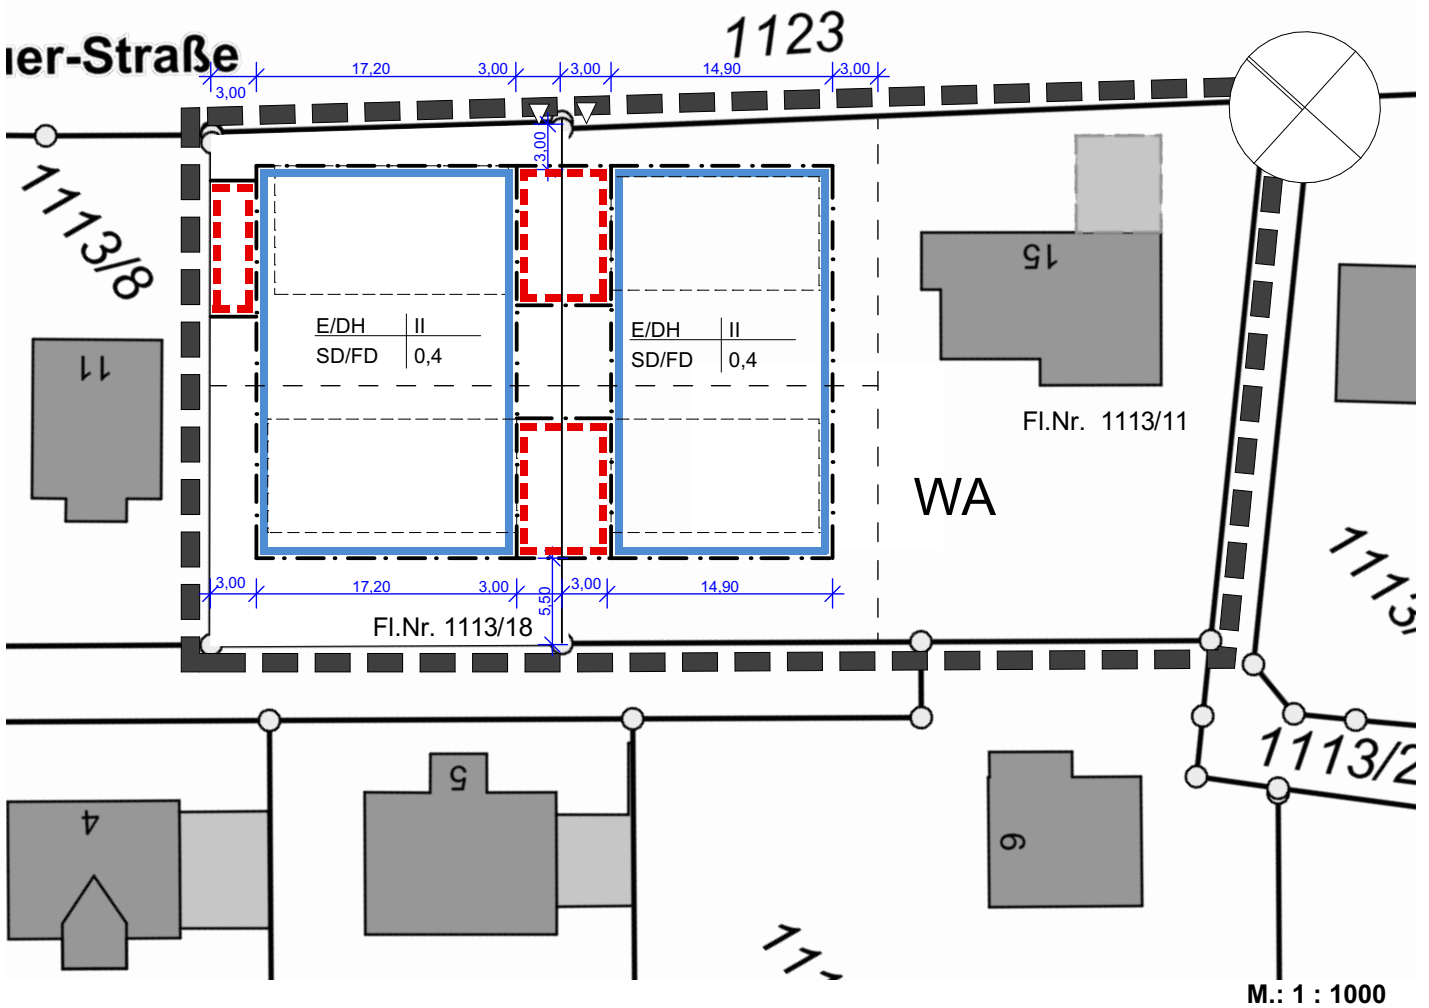 uer-Straße
1123
17,20
3,00
3,00
14,90
3,00
3,00
3,00
1113/8
15
E/DH
II
SD/FD
0,4
E/DH
II
SD/FD
0,4
11
Fl.Nr. 1113/11
WA
3,00
17,20
3,00
3,00
14,90
5,50
Fl.Nr. 1113/18
1113/2
4
5
6
M.: 1 : 1000